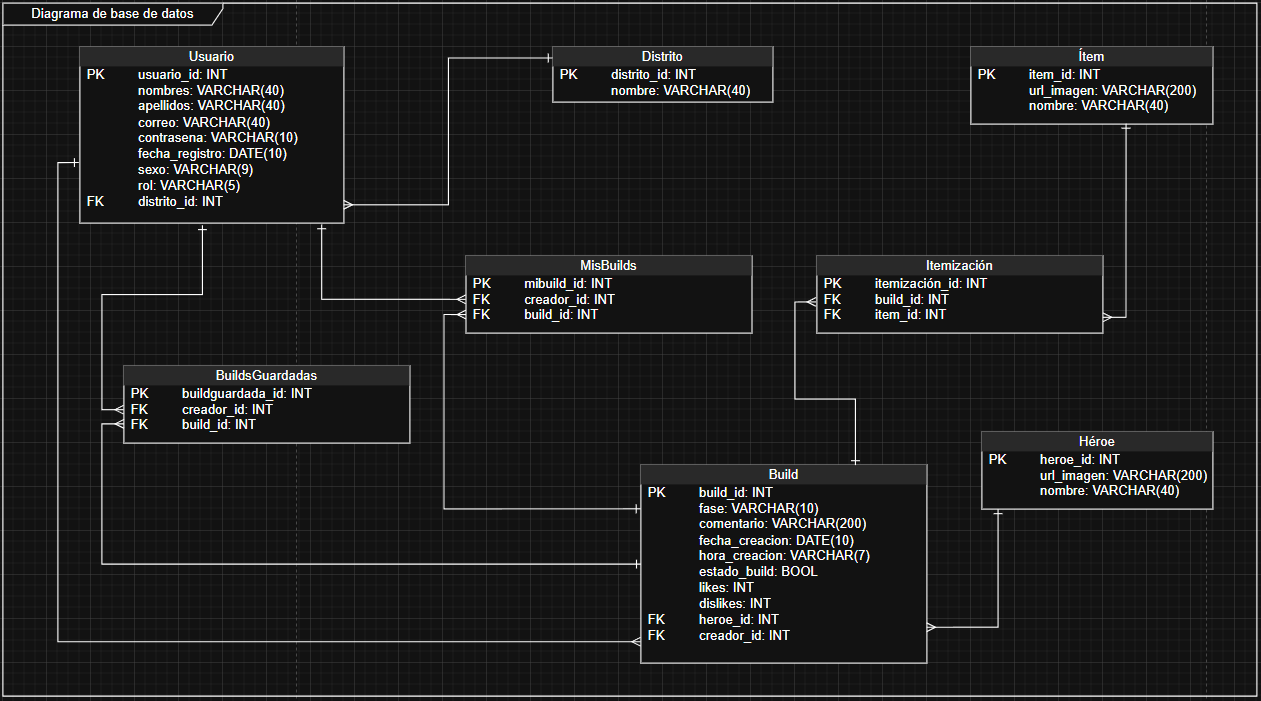 Diagrama de base de datos
Usuario
PK usuario_id: INT
nombres: VARCHAR(40)
apellidos: VARCHAR(40)
correo: VARCHAR(40)
contrasena: VARCHAR(10)
fecha_registro: DATE(10)
sexo: VARCHAR(9)
rol: VARCHAR(5)
FK distrito_id: INT
Distrito
PK distrito_id: INT
nombre: VARCHAR(40)
Ítem
PK item_id: INT
url_imagen: VARCHAR(200)
nombre: VARCHAR(40)
MisBuilds
PK mibuild_id: INT
FK creador_id: INT
FK build_id: INT
Itemización
PK itemización_id: INT
FK build_id: INT
FK item_id: INT
BuildsGuardadas
PK buildguardada_id: INT
FK creador_id: INT
FK build_id: INT
Build
PK build_id: INT
fase: VARCHAR(10)
comentario: VARCHAR(200)
fecha_creacion: DATE(10)
hora_creacion: VARCHAR(7)
estado_build: BOOL
likes: INT
dislikes: INT
FK heroe_id: INT
FK creador_id: INT
Héroe
PK heroe_id: INT
url_imagen: VARCHAR(200)
nombre: VARCHAR(40)